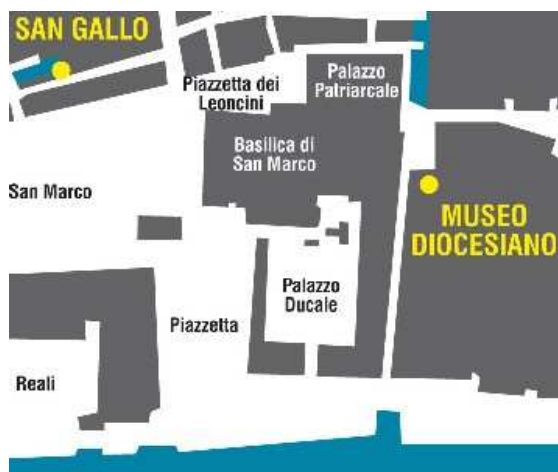 SAN GALLO
Piazzetta dei
Leoncini
Palazzo
Patriarcale
Basilica di
San Marco
San Marco
MUSEO
DIOCESIANO
Palazzo
Ducale
Piazzetta
Reali